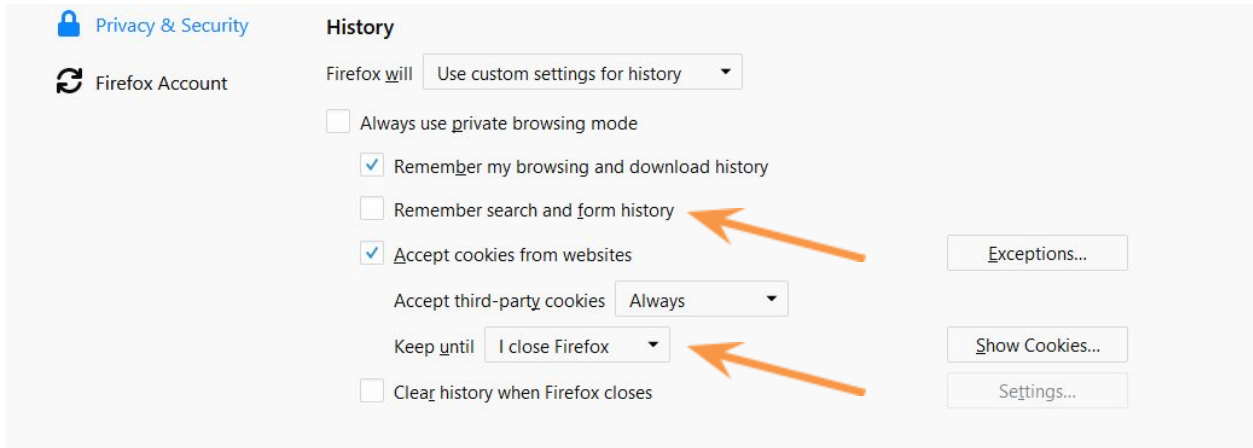 Privacy & Security
Firefox Account
History
Firefox will Use custom settings for history
Always use private browsing mode
Remember my browsing and download history
Remember search and form history
Accept cookies from websites Exceptions...
Accept third-party cookies Always
Keep until I close Firefox Show Cookies...
Clear history when Firefox closes Settings...